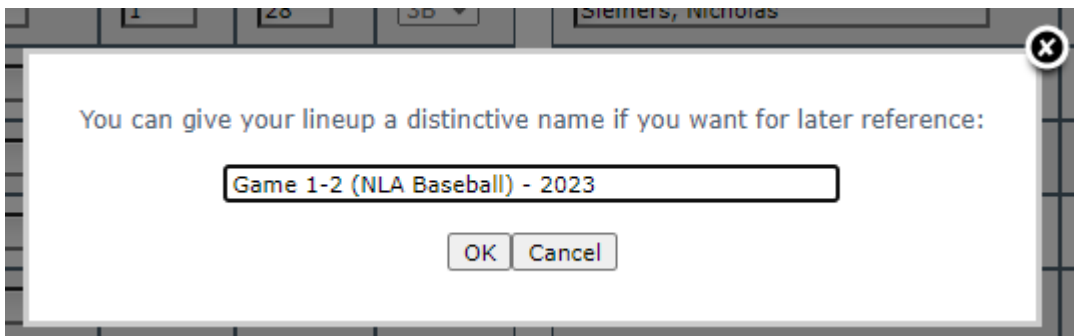 1 28 3B Siemers, Nicholas
You can give your lineup a distinctive name if you want for later reference:
Game 1-2 (NLA Baseball) - 2023
OK Cancel